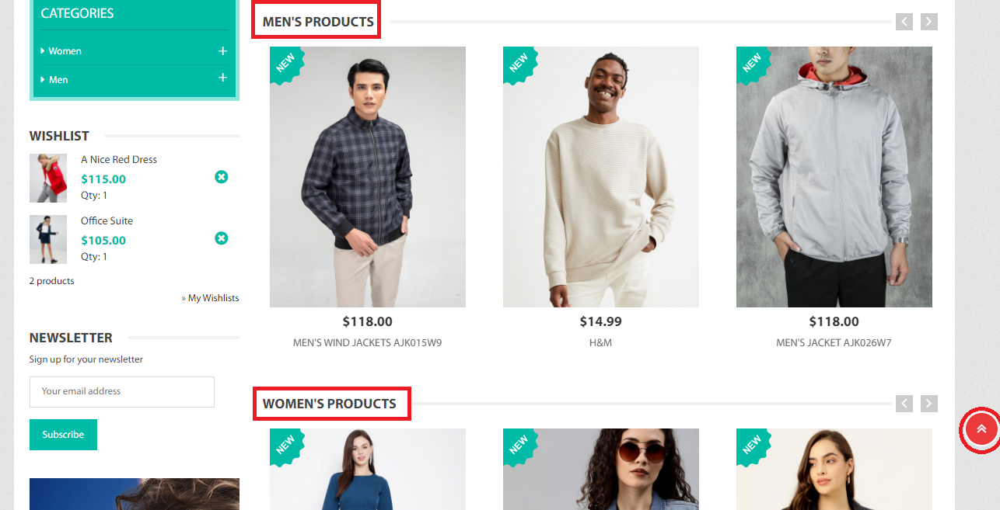 CATEGORIES
Women
Men
WISHLIST
A Nice Red Dress
$115.00
Qty: 1
Office Suite
$105.00
Qty: 1
2 products
» My Wishlists
NEWSLETTER
Sign up for your newsletter
Your email address
Subscribe
MEN'S PRODUCTS
NEW
NEW
NEW
$118.00
MEN'S WIND JACKETS AJK015W9
$14.99
H&M
$118.00
MEN'S JACKET AJK026W7
WOMEN'S PRODUCTS
NEW
NEW
NEW